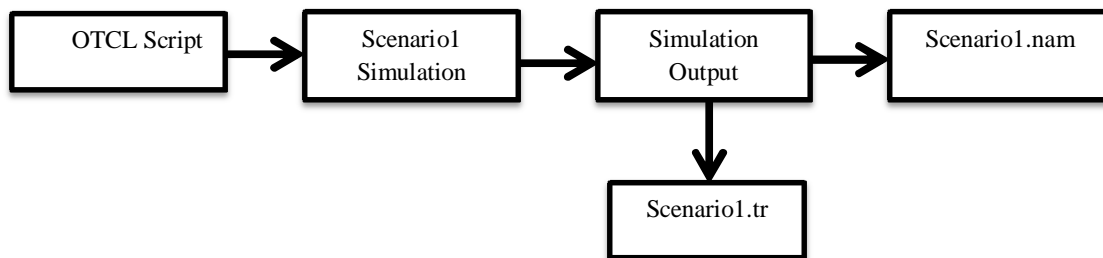 OTCL Script
Scenario1
Simulation
Simulation
Output
Scenario1.nam
Scenario1.tr